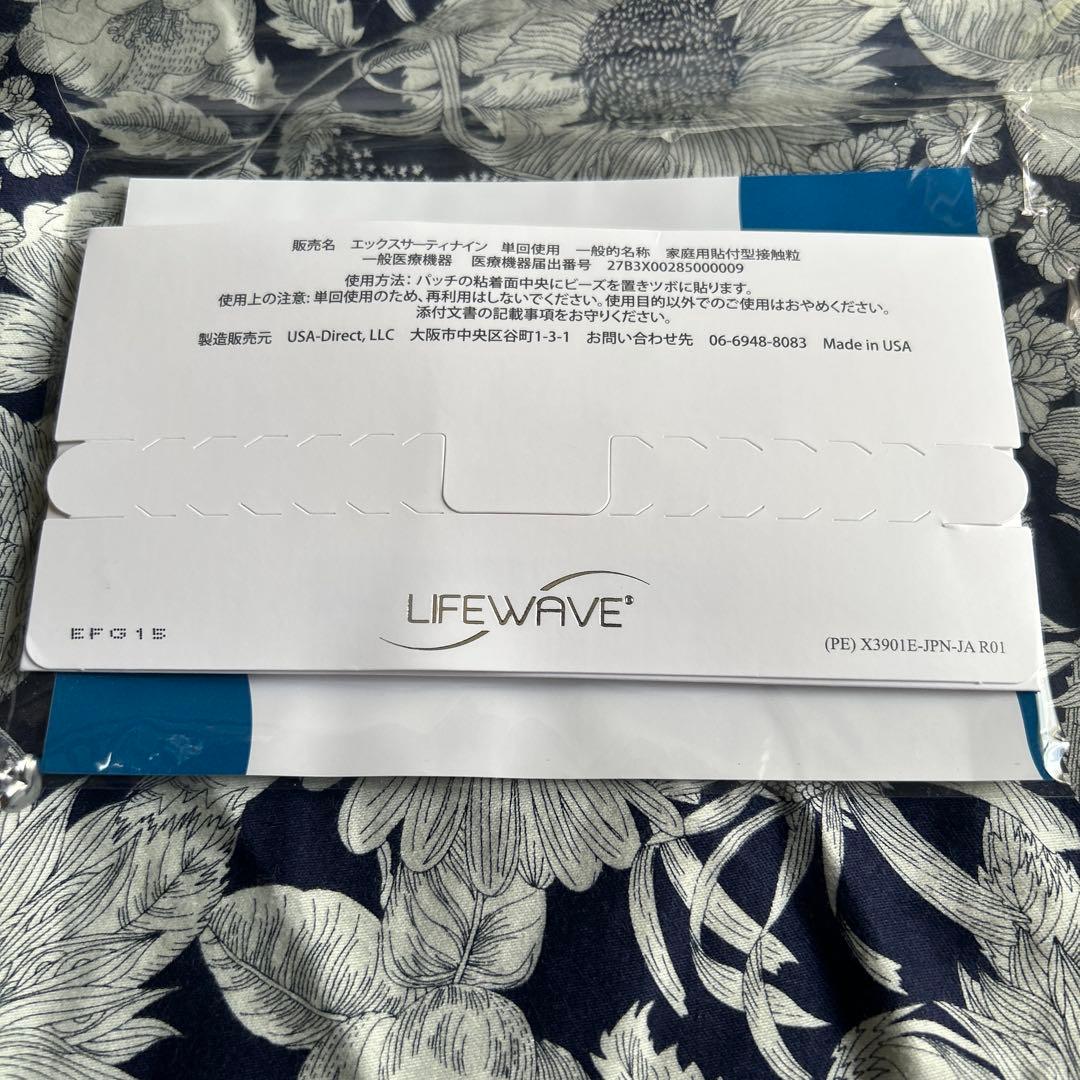 販売名 エックスサーティナイン 単回使用 一般的名称 家庭用貼付型接触粒
一般医療機器 医療機器届出番号 27B3X00285000009
使用方法：パッチの粘着面中央にビーズを置きツボに貼ります。
使用上の注意：単回使用のため、再利用はしないでください。使用目的以外でのご使用はおやめください。
添付文書の記載事項をお守りください。
製造販売元 USA-Direct, LLC 大阪市中央区谷町1-3-1 お問い合わせ先 06-6948-8083 Made in USA
LIFEWAVE
EFG15
(PE) X3901E-JPN-JA R01